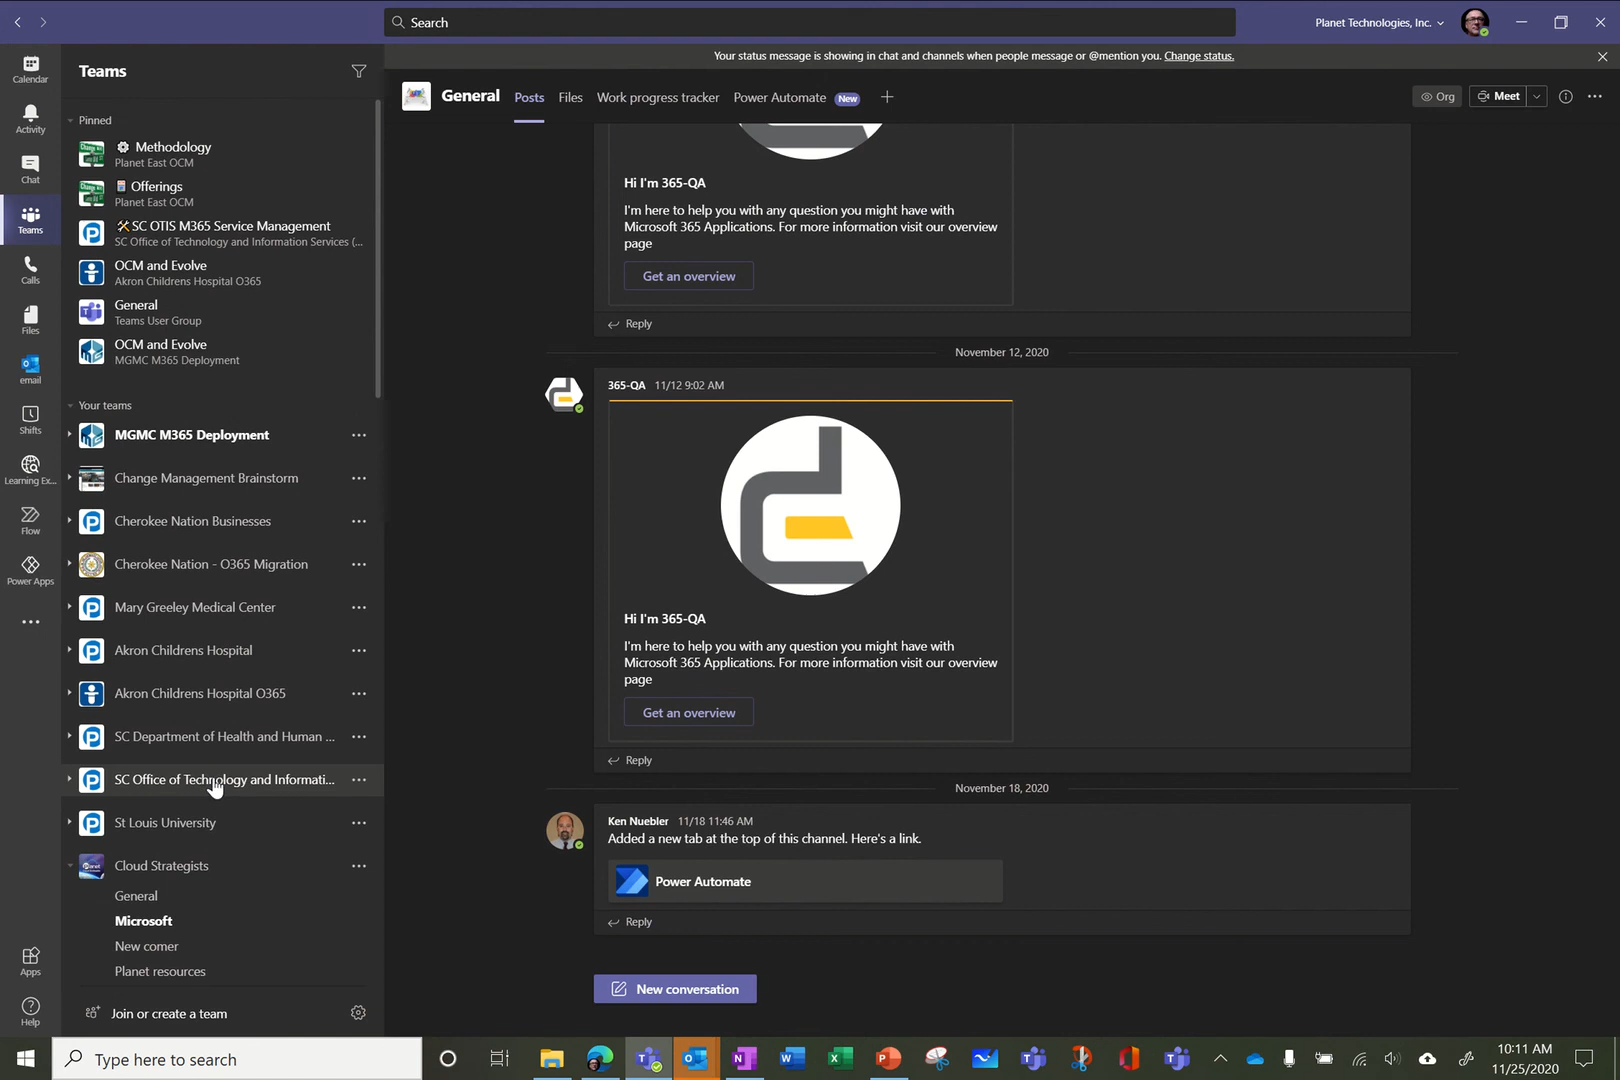 Search
Planet Technologies, Inc.
Your status message is showing in chat and channels when people message or @mention you. Change status.
Calendar
Activity
Chat
Teams
Calls
Files
email
Shifts
Learning Ex...
Flow
Power Apps
Apps
Help
Teams
Pinned
Methodology
Planet East OCM
Offerings
Planet East OCM
SC OTIS M365 Service Management
SC Office of Technology and Information Services (...
OCM and Evolve
Akron Childrens Hospital O365
General
Teams User Group
OCM and Evolve
MGMC M365 Deployment
Your teams
MGMC M365 Deployment
Change Management Brainstorm
Cherokee Nation Businesses
Cherokee Nation - O365 Migration
Mary Greeley Medical Center
Akron Childrens Hospital
Akron Childrens Hospital O365
SC Department of Health and Human ...
SC Office of Technology and Informati...
St Louis University
Cloud Strategists
General
Microsoft
New comer
Planet resources
Join or create a team
General Posts Files Work progress tracker Power Automate New
Org Meet
Hi I'm 365-QA
I'm here to help you with any question you might have with
Microsoft 365 Applications. For more information visit our overview
page
Get an overview
Reply
November 12, 2020
365-QA 11/12 9:02 AM
Hi I'm 365-QA
I'm here to help you with any question you might have with
Microsoft 365 Applications. For more information visit our overview
page
Get an overview
Reply
November 18, 2020
Ken Nuebler 11/18 11:46 AM
Added a new tab at the top of this channel. Here's a link.
Power Automate
Reply
New conversation
Type here to search
10:11 AM
11/25/2020